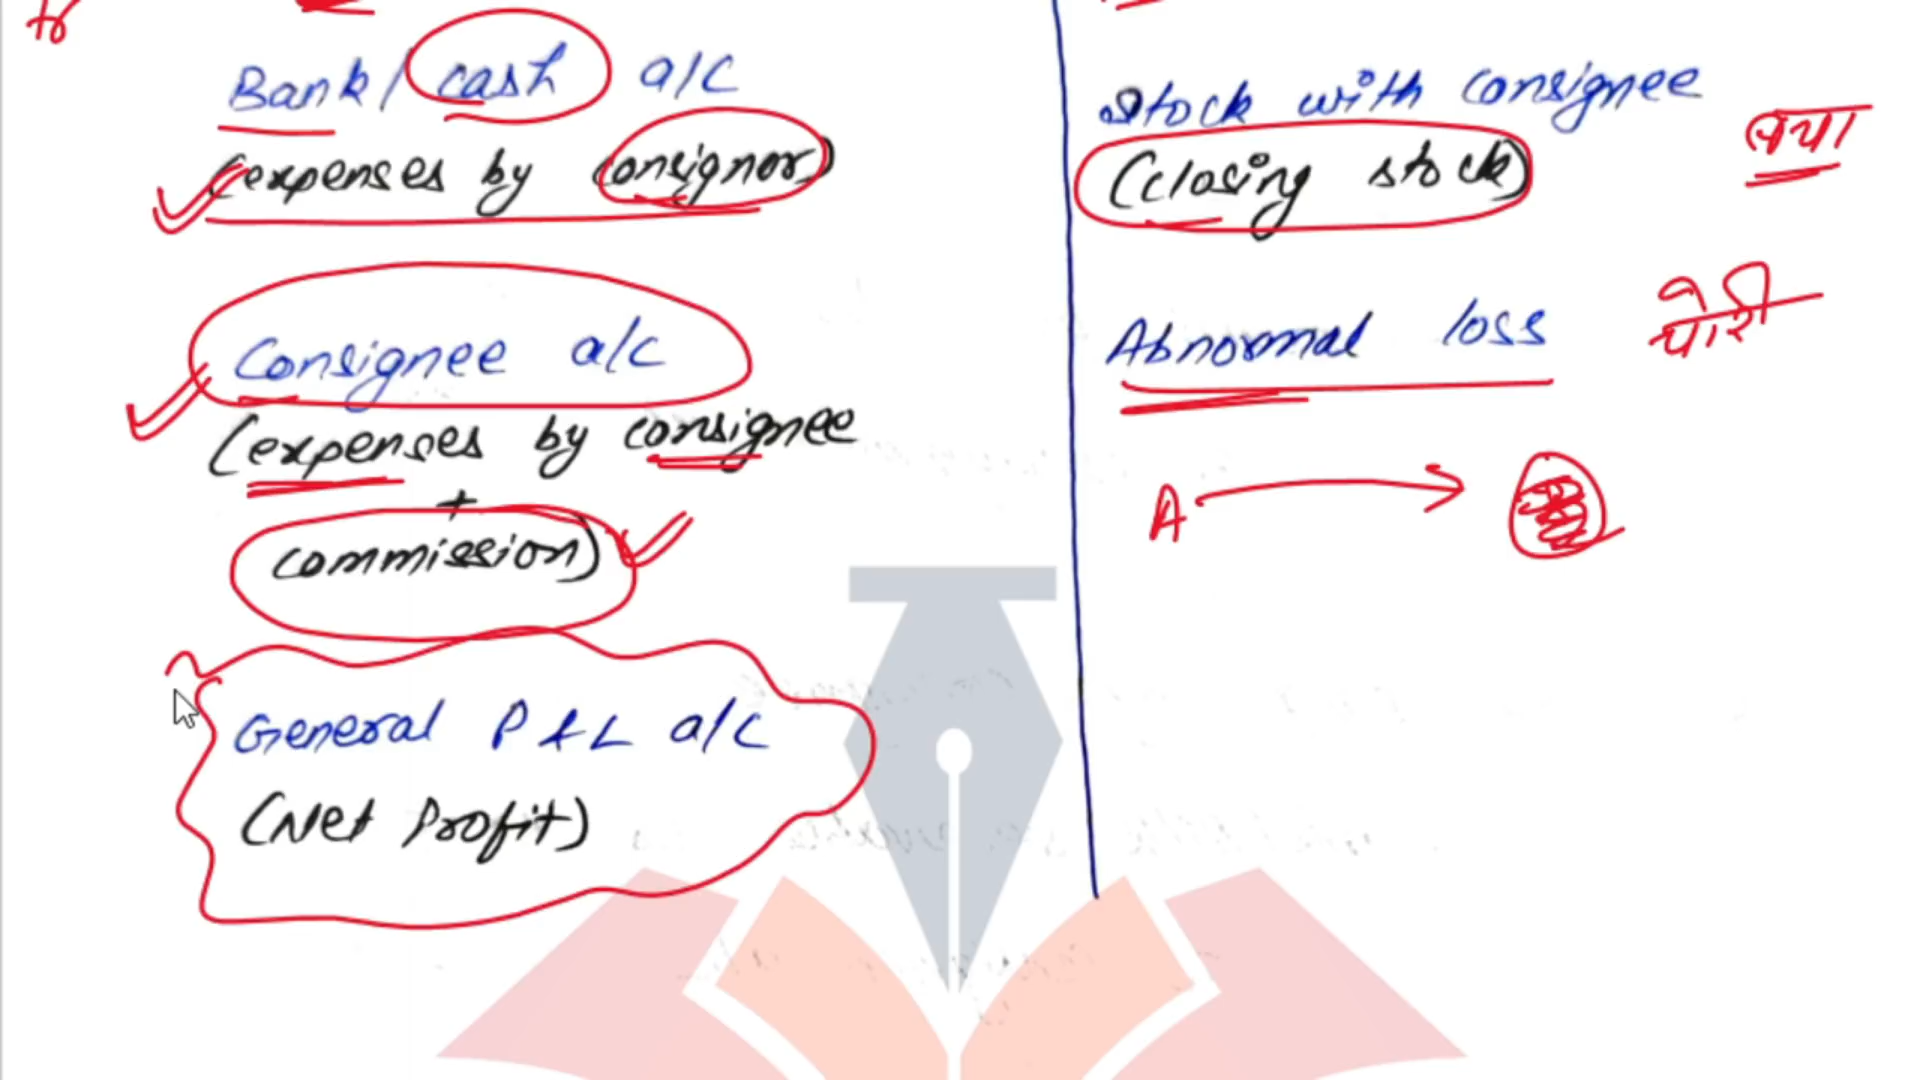 Bank/cash a/c
(expenses by consignor)
Consignee a/c
(expenses by consignee
+
commission)
General P & L a/c
(Net Profit)
Stock with consignee
(closing stock)
Abnormal loss
A